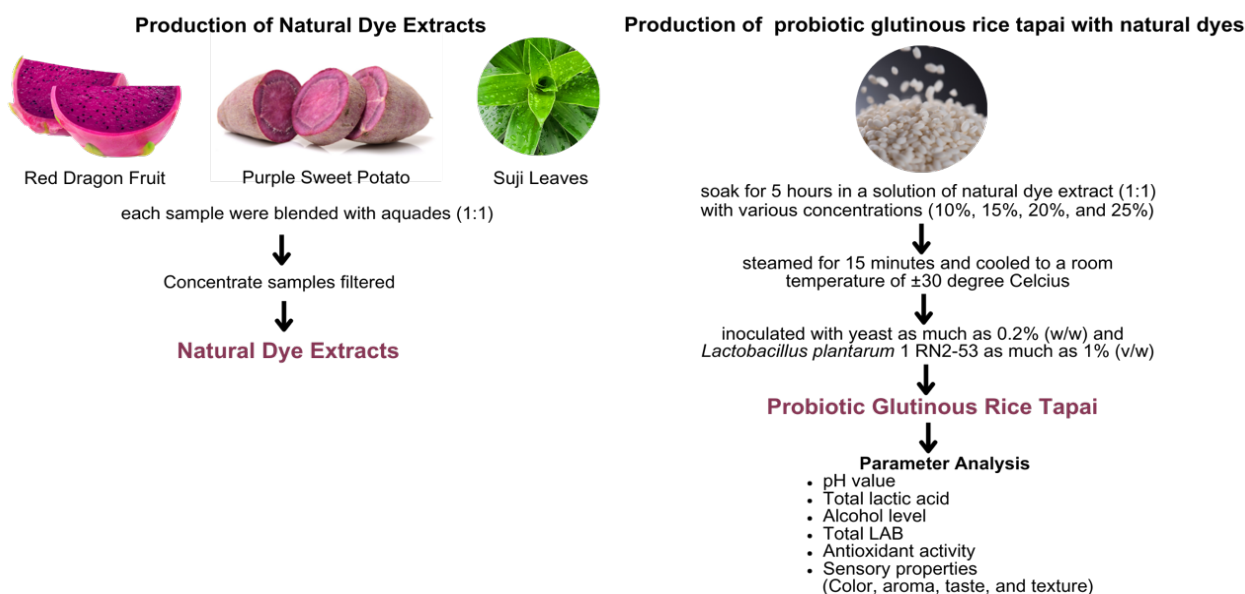 Production of Natural Dye Extracts
Red Dragon Fruit
Purple Sweet Potato
Suji Leaves
each sample were blended with aquades (1:1)
Concentrate samples filtered
Natural Dye Extracts
Production of probiotic glutinous rice tapai with natural dyes
soak for 5 hours in a solution of natural dye extract (1:1)
with various concentrations (10%, 15%, 20%, and 25%)
steamed for 15 minutes and cooled to a room
temperature of ±30 degree Celcius
inoculated with yeast as much as 0.2% (w/w) and
Lactobacillus plantarum 1 RN2-53 as much as 1% (v/w)
Probiotic Glutinous Rice Tapai
Parameter Analysis
• pH value
• Total lactic acid
• Alcohol level
• Total LAB
• Antioxidant activity
• Sensory properties
(Color, aroma, taste, and texture)